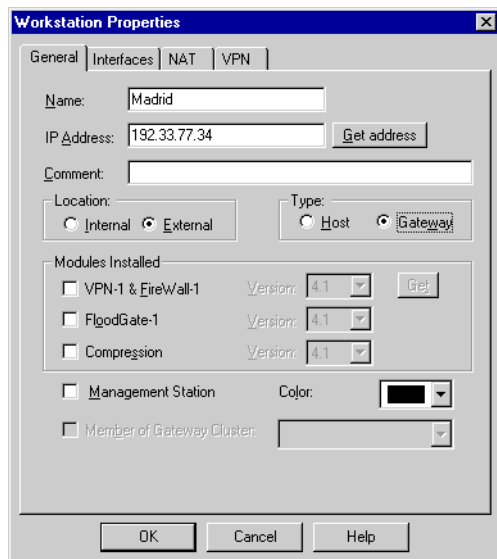 Workstation Properties
General Interfaces NAT VPN
Name: Madrid
IP Address: 192.33.77.34 Get address
Comment:
Location: Type:
Internal External Host Gateway
Modules Installed
VPN-1 & FireWall-1 Version: 4.1 Get
FloodGate-1 Version: 4.1
Compression Version: 4.1
Management Station Color:
Member of Gateway Cluster:
OK Cancel Help